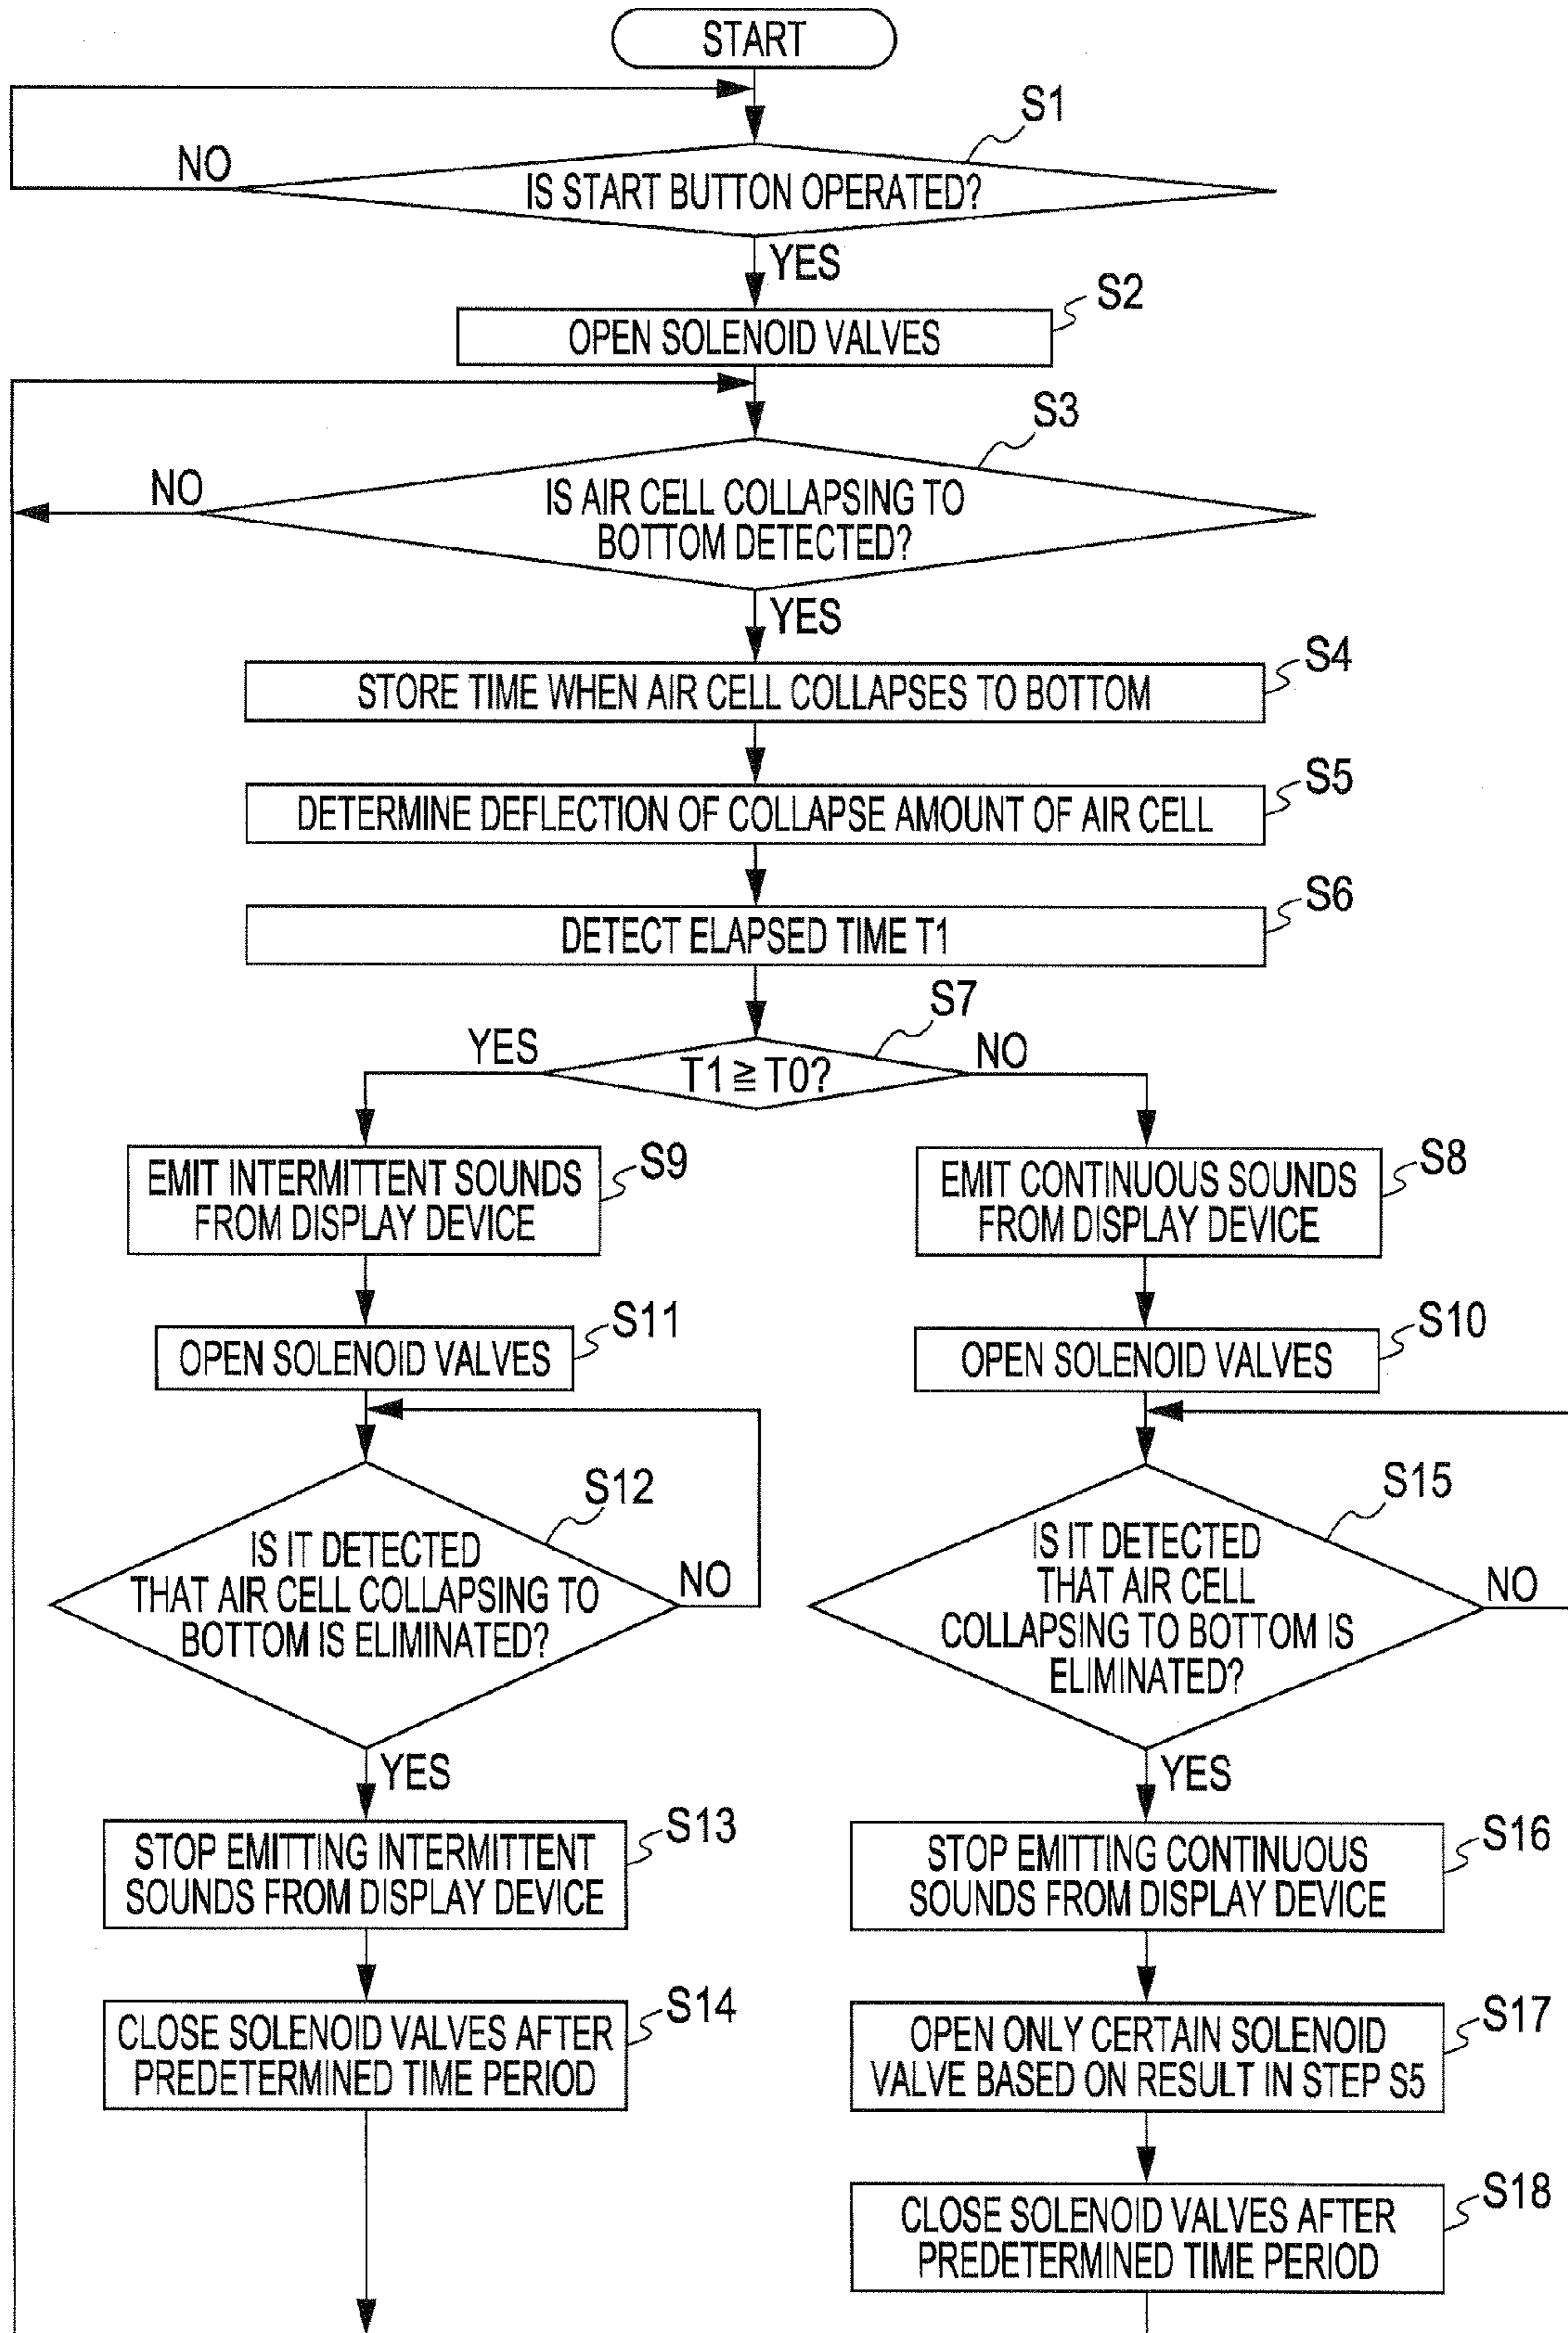 START
S1
NO
IS START BUTTON OPERATED?
YES
S2
OPEN SOLENOID VALVES
S3
NO
IS AIR CELL COLLAPSING TO
BOTTOM DETECTED?
YES
S4
STORE TIME WHEN AIR CELL COLLAPSES TO BOTTOM
S5
DETERMINE DEFLECTION OF COLLAPSE AMOUNT OF AIR CELL
S6
DETECT ELAPSED TIME T1
S7
YES
T1 ≧ T0?
NO
S9
EMIT INTERMITTENT SOUNDS
FROM DISPLAY DEVICE
S8
EMIT CONTINUOUS SOUNDS
FROM DISPLAY DEVICE
S11
OPEN SOLENOID VALVES
S10
OPEN SOLENOID VALVES
S12
IS IT DETECTED
THAT AIR CELL COLLAPSING TO
BOTTOM IS ELIMINATED?
NO
S15
IS IT DETECTED
THAT AIR CELL
COLLAPSING TO BOTTOM IS
ELIMINATED?
NO
YES
YES
S13
STOP EMITTING INTERMITTENT
SOUNDS FROM DISPLAY DEVICE
S16
STOP EMITTING CONTINUOUS
SOUNDS FROM DISPLAY DEVICE
S14
CLOSE SOLENOID VALVES AFTER
PREDETERMINED TIME PERIOD
S17
OPEN ONLY CERTAIN SOLENOID
VALVE BASED ON RESULT IN STEP S5
S18
CLOSE SOLENOID VALVES AFTER
PREDETERMINED TIME PERIOD